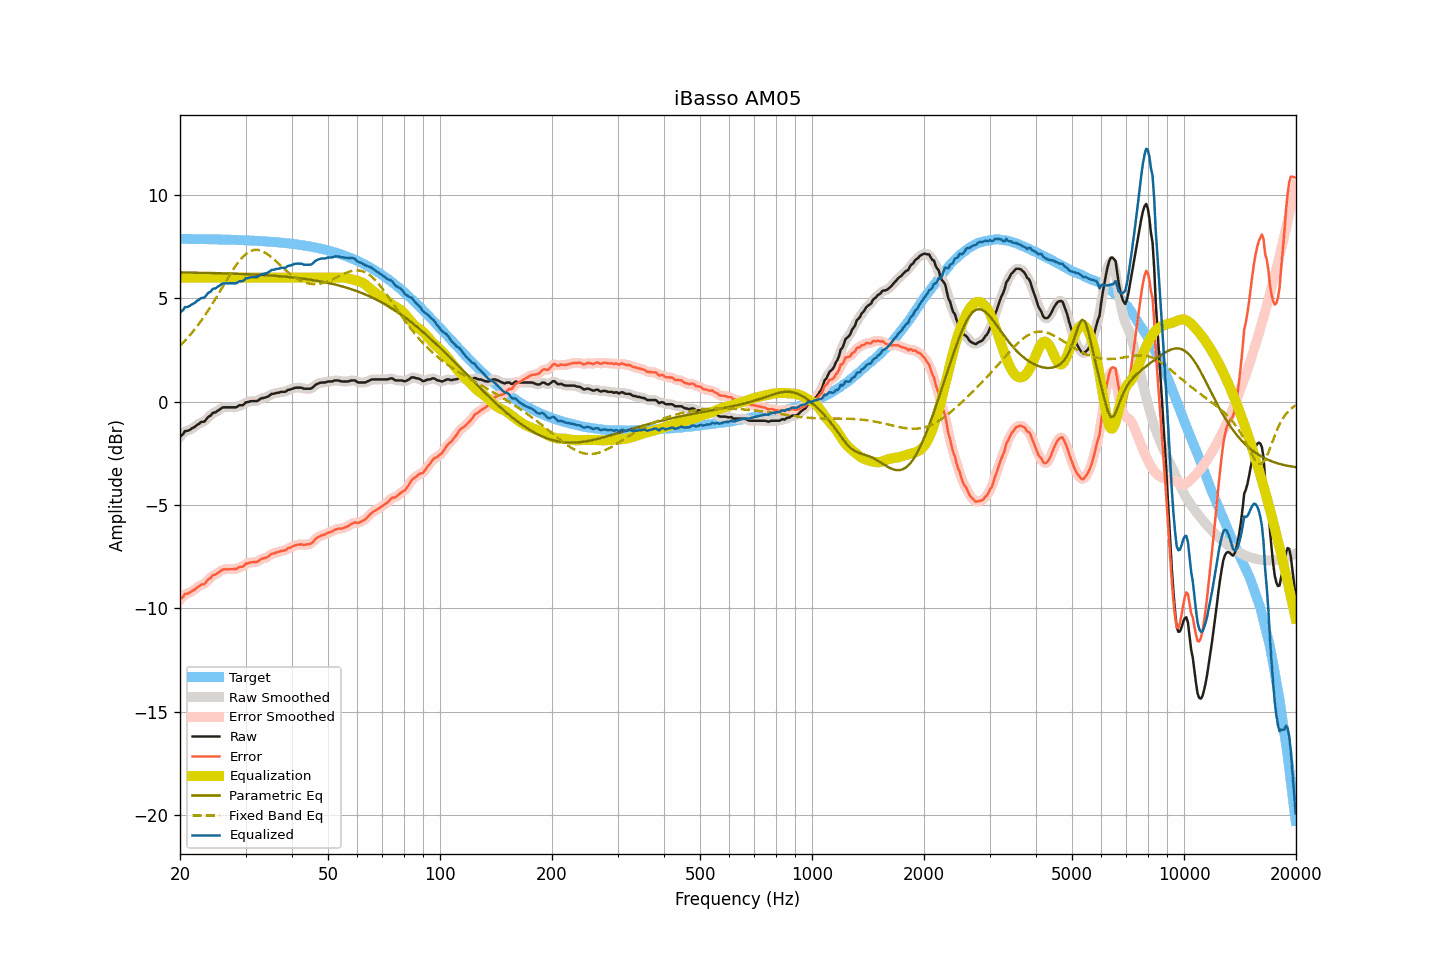 iBasso AM05
Amplitude (dBr)
10
5
0
−5
−10
−15
−20
Target
Raw Smoothed
Error Smoothed
Raw
Error
Equalization
Parametric Eq
Fixed Band Eq
Equalized
20 50 100 200 500 1000 2000 5000 10000 20000
Frequency (Hz)